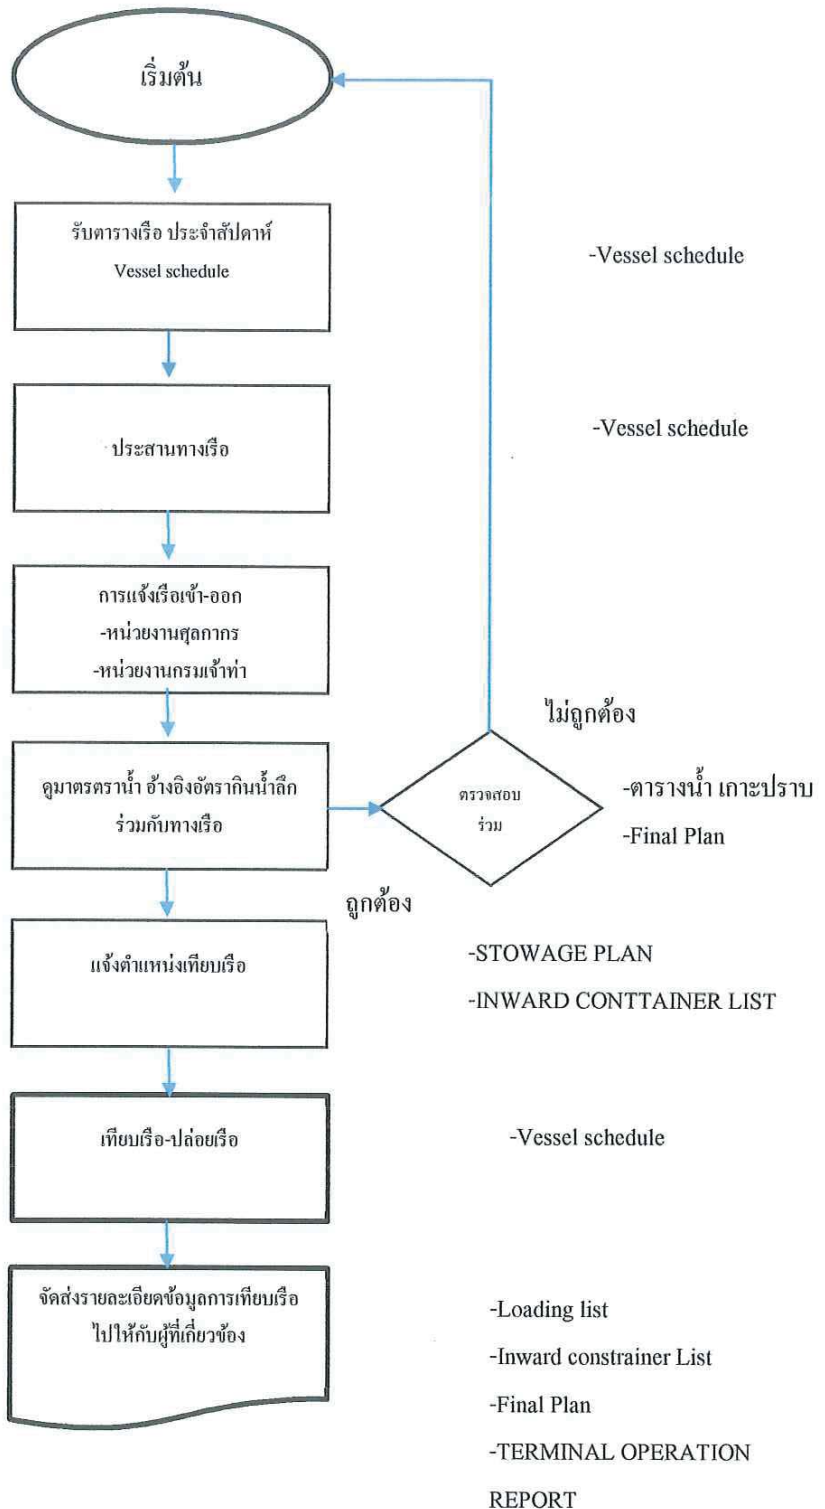 เริ่มต้น
รับตารางเรือ ประจำสัปดาห์
Vessel schedule
-Vessel schedule
ประสานทางเรือ
-Vessel schedule
การแจ้งเรือเข้า-ออก
-หน่วยงานศุลกากร
-หน่วยงานกรมเจ้าท่า
ไม่ถูกต้อง
ดูมาตรตราน้ำ อ้างอิงอัตรากินน้ำลึก
ร่วมกับทางเรือ
ตรวจสอบ
ร่วม
-ตารางน้ำ เกาะปราบ
-Final Plan
ถูกต้อง
แจ้งตำแหน่งเทียบเรือ
-STOWAGE PLAN
-INWARD CONTTAINER LIST
เทียบเรือ-ปล่อยเรือ
-Vessel schedule
จัดส่งรายละเอียดข้อมูลการเทียบเรือ
ไปให้กับผู้ที่เกี่ยวข้อง
-Loading list
-Inward constrainer List
-Final Plan
-TERMINAL OPERATION
REPORT